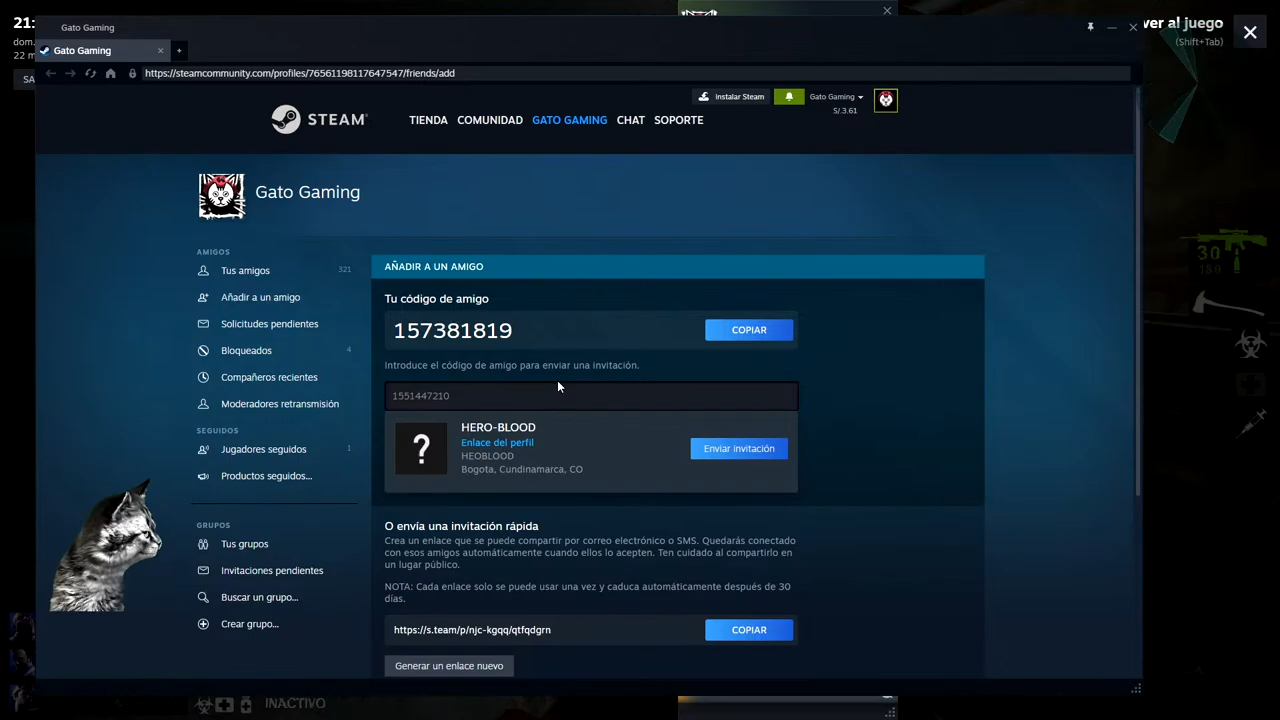 21:
dom.
22 m
SA
Gato Gaming
Gato Gaming
ver al juego
(Shift+Tab)
https://steamcommunity.com/profiles/76561198117647547/friends/add
Instalar Steam
Gato Gaming
S/.3.61
STEAM
TIENDA
COMUNIDAD
GATO GAMING
CHAT
SOPORTE
Gato Gaming
AMIGOS
Tus amigos 321
Añadir a un amigo
Solicitudes pendientes
Bloqueados 4
Compañeros recientes
Moderadores retransmisión
SEGUIDOS
Jugadores seguidos 1
Productos seguidos...
GRUPOS
Tus grupos
Invitaciones pendientes
Buscar un grupo...
Crear grupo...
AÑADIR A UN AMIGO
Tu código de amigo
157381819
COPIAR
Introduce el código de amigo para enviar una invitación.
1551447210
?
HERO-BLOOD
Enlace del perfil
HEOBLOOD
Bogota, Cundinamarca, CO
Enviar invitación
O envía una invitación rápida
Crea un enlace que se puede compartir por correo electrónico o SMS. Quedarás conectado
con esos amigos automáticamente cuando ellos lo acepten. Ten cuidado al compartirlo en
un lugar público.
NOTA: Cada enlace solo se puede usar una vez y caduca automáticamente después de 30
días.
https://s.team/p/njc-kgqq/qtfqdgrn
COPIAR
Generar un enlace nuevo
30
180
INACTIVO